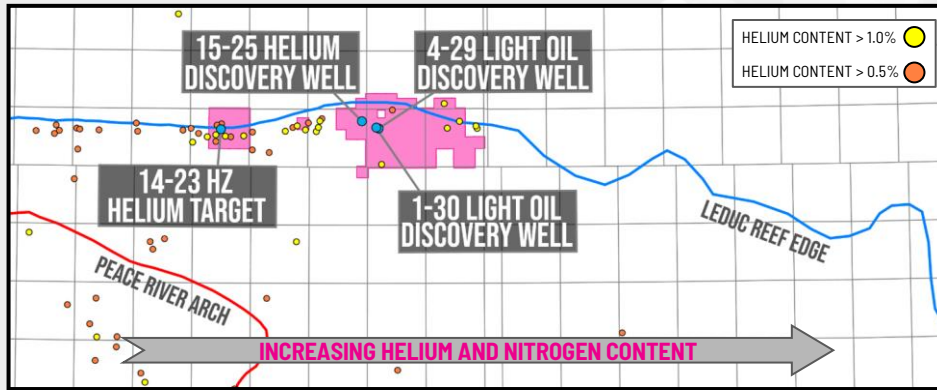 15-25 HELIUM
DISCOVERY WELL
4-29 LIGHT OIL
DISCOVERY WELL
HELIUM CONTENT > 1.0%
HELIUM CONTENT > 0.5%
14-23 HZ
HELIUM TARGET
1-30 LIGHT OIL
DISCOVERY WELL
LEDUC REEF EDGE
PEACE RIVER ARCH
INCREASING HELIUM AND NITROGEN CONTENT